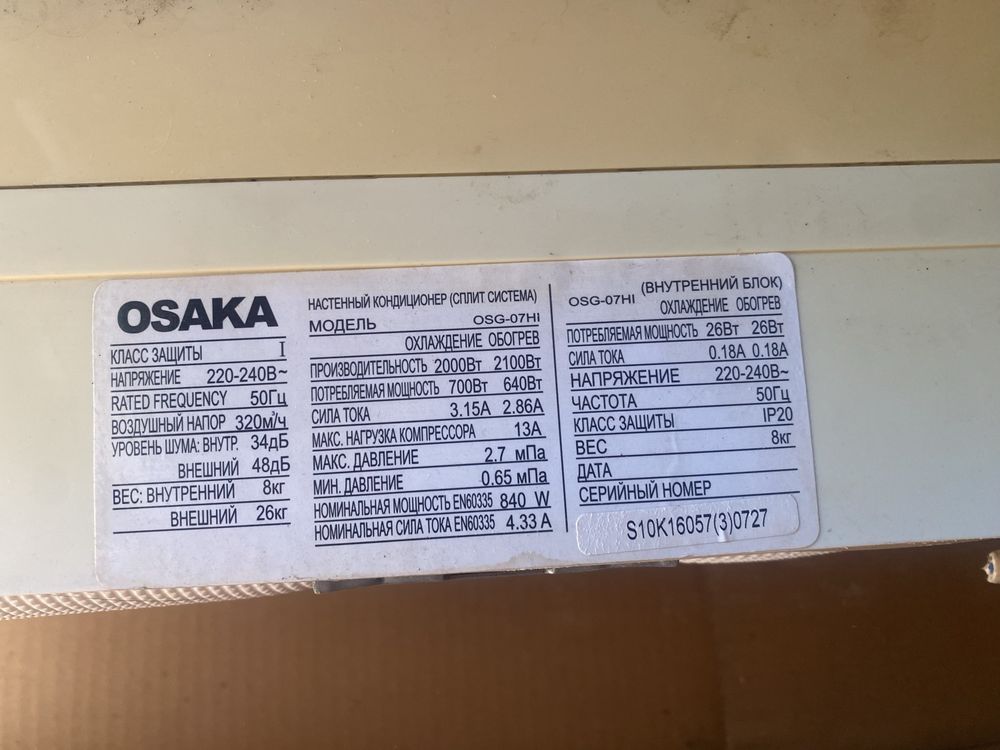 OSAKA
КЛАСС ЗАЩИТЫ I
НАПРЯЖЕНИЕ 220-240В~
RATED FREQUENCY 50Гц
ВОЗДУШНЫЙ НАПОР 320м³/ч
УРОВЕНЬ ШУМА: ВНУТР. 34дБ
ВНЕШНИЙ 48дБ
ВЕС: ВНУТРЕННИЙ 8кг
ВНЕШНИЙ 26кг
НАСТЕННЫЙ КОНДИЦИОНЕР (СПЛИТ СИСТЕМА)
МОДЕЛЬ OSG-07HI
ОХЛАЖДЕНИЕ ОБОГРЕВ
ПРОИЗВОДИТЕЛЬНОСТЬ 2000Вт 2100Вт
ПОТРЕБЛЯЕМАЯ МОЩНОСТЬ 700Вт 640Вт
СИЛА ТОКА 3.15А 2.86А
МАКС. НАГРУЗКА КОМПРЕССОРА 13А
МАКС. ДАВЛЕНИЕ 2.7 мПа
МИН. ДАВЛЕНИЕ 0.65 мПа
НОМИНАЛЬНАЯ МОЩНОСТЬ EN60335 840 W
НОМИНАЛЬНАЯ СИЛА ТОКА EN60335 4.33 A
(ВНУТРЕННИЙ БЛОК)
OSG-07HI
ОХЛАЖДЕНИЕ ОБОГРЕВ
ПОТРЕБЛЯЕМАЯ МОЩНОСТЬ 26Вт 26Вт
СИЛА ТОКА 0.18А 0.18А
НАПРЯЖЕНИЕ 220-240В~
ЧАСТОТА 50Гц
КЛАСС ЗАЩИТЫ IP20
ВЕС 8кг
ДАТА
СЕРИЙНЫЙ НОМЕР
S10K16057(3)0727